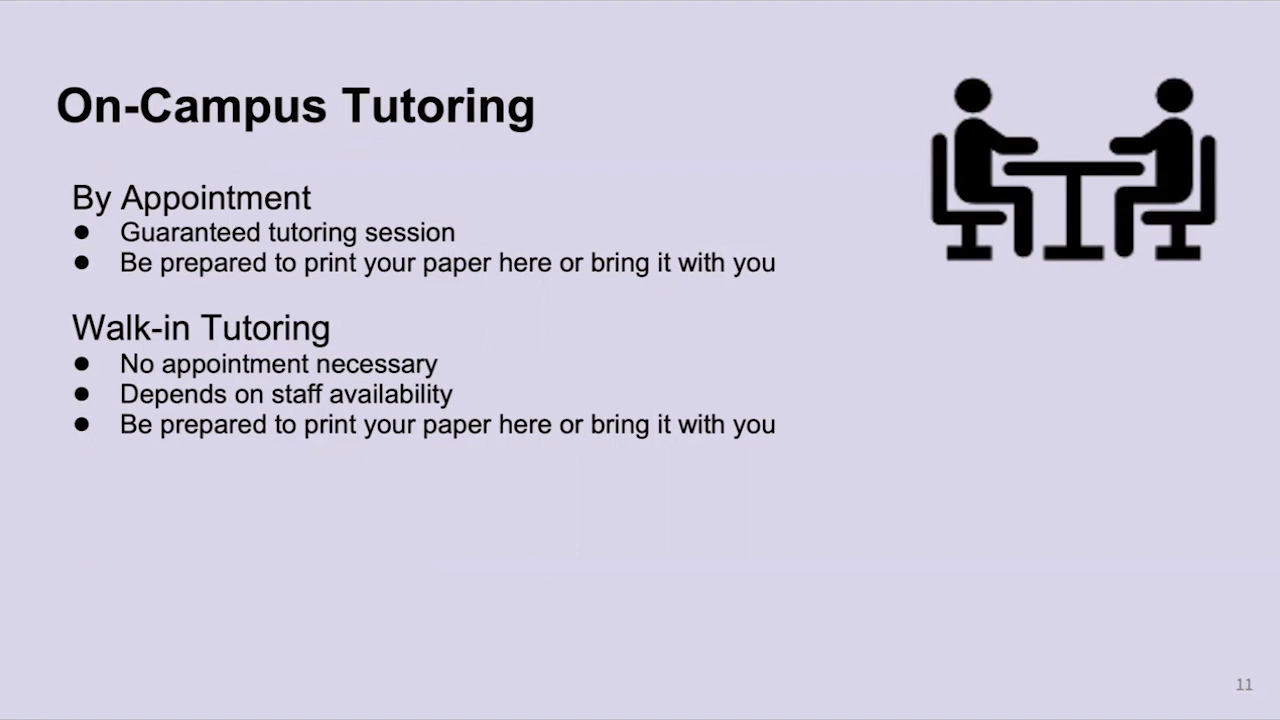 On-Campus Tutoring
By Appointment
● Guaranteed tutoring session
● Be prepared to print your paper here or bring it with you
Walk-in Tutoring
● No appointment necessary
● Depends on staff availability
● Be prepared to print your paper here or bring it with you
11